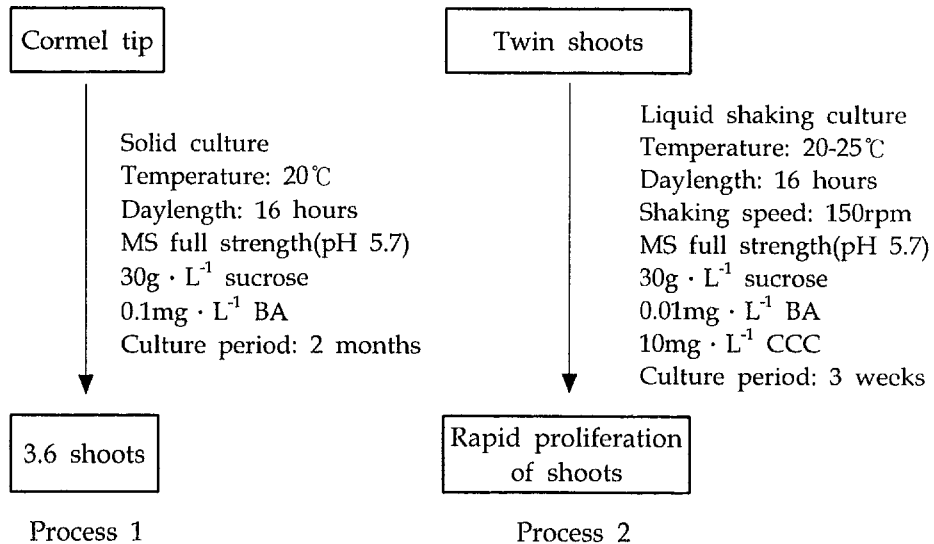 Cormel tip
Solid culture
Temperature: 20℃
Daylength: 16 hours
MS full strength(pH 5.7)
30g · L⁻¹ sucrose
0.1mg · L⁻¹ BA
Culture period: 2 months
3.6 shoots
Process 1
Twin shoots
Liquid shaking culture
Temperature: 20-25℃
Daylength: 16 hours
Shaking speed: 150rpm
MS full strength(pH 5.7)
30g · L⁻¹ sucrose
0.01mg · L⁻¹ BA
10mg · L⁻¹ CCC
Culture period: 3 weeks
Rapid proliferation
of shoots
Process 2